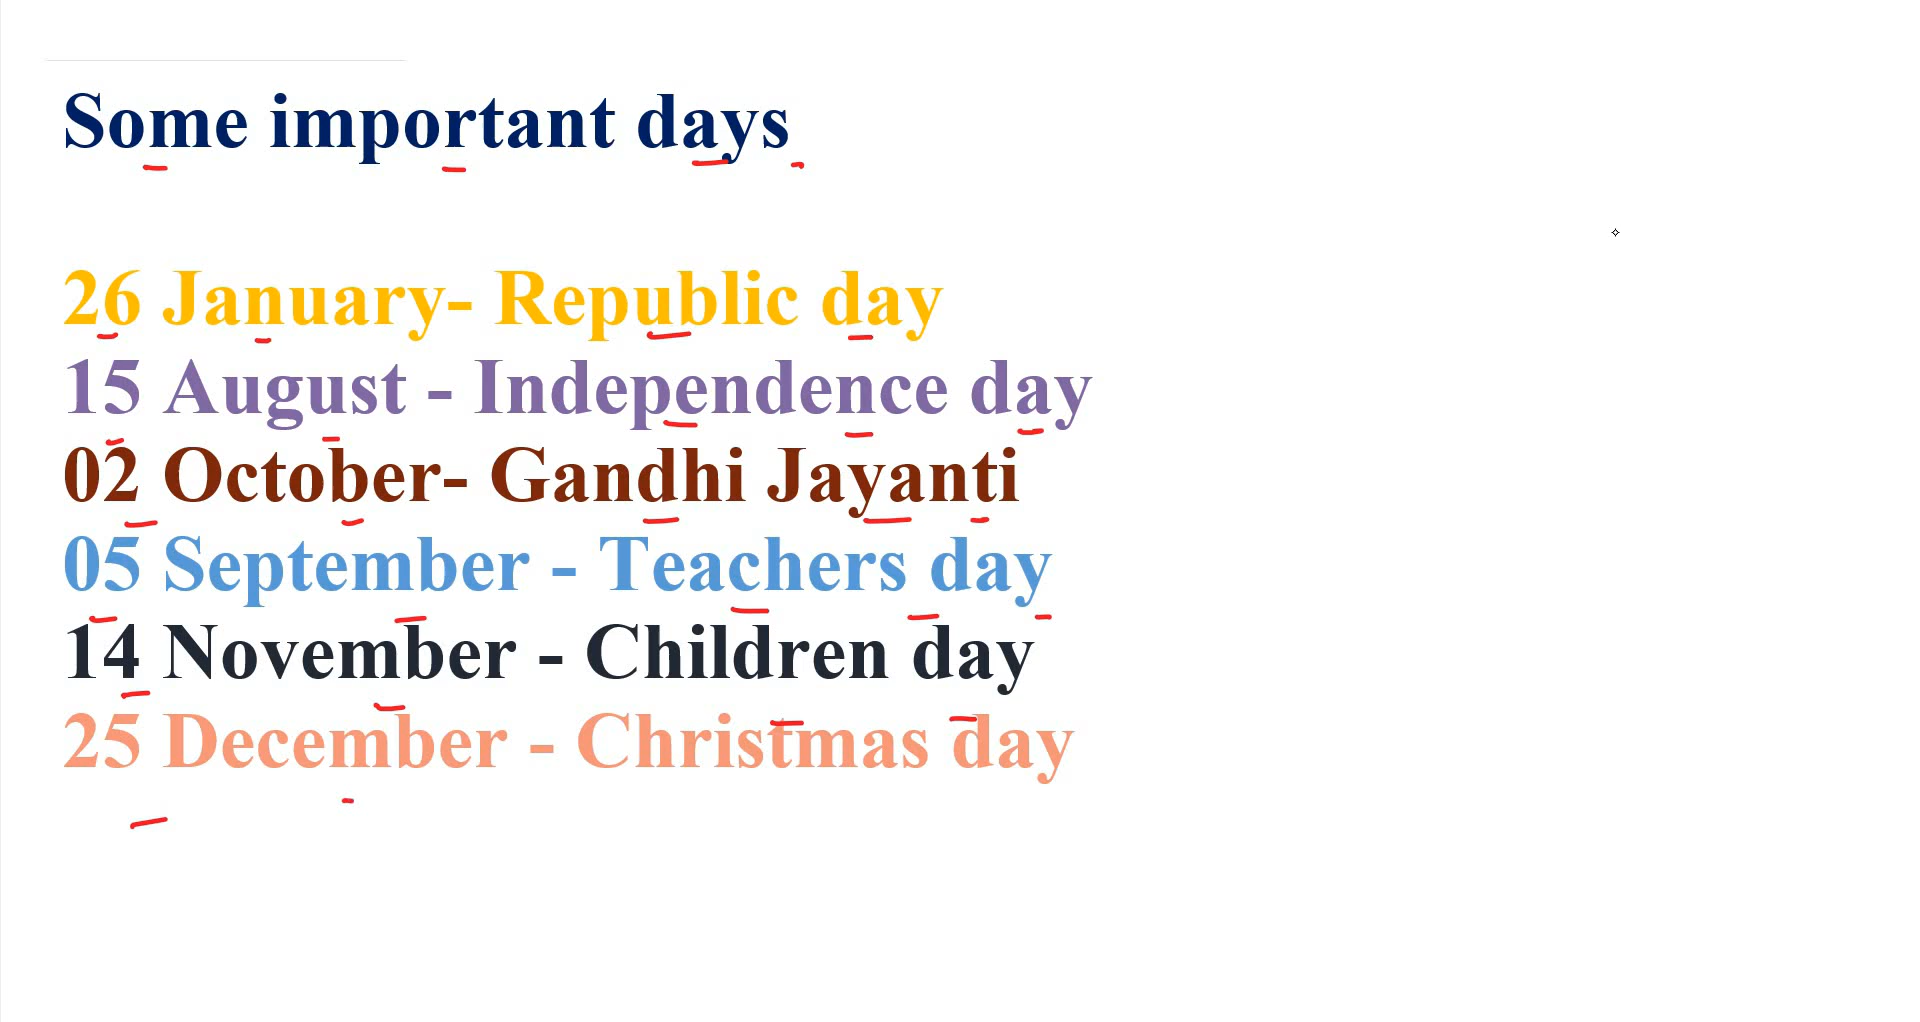 Some important days
26 January- Republic day
15 August - Independence day
02 October- Gandhi Jayanti
05 September - Teachers day
14 November - Children day
25 December - Christmas day